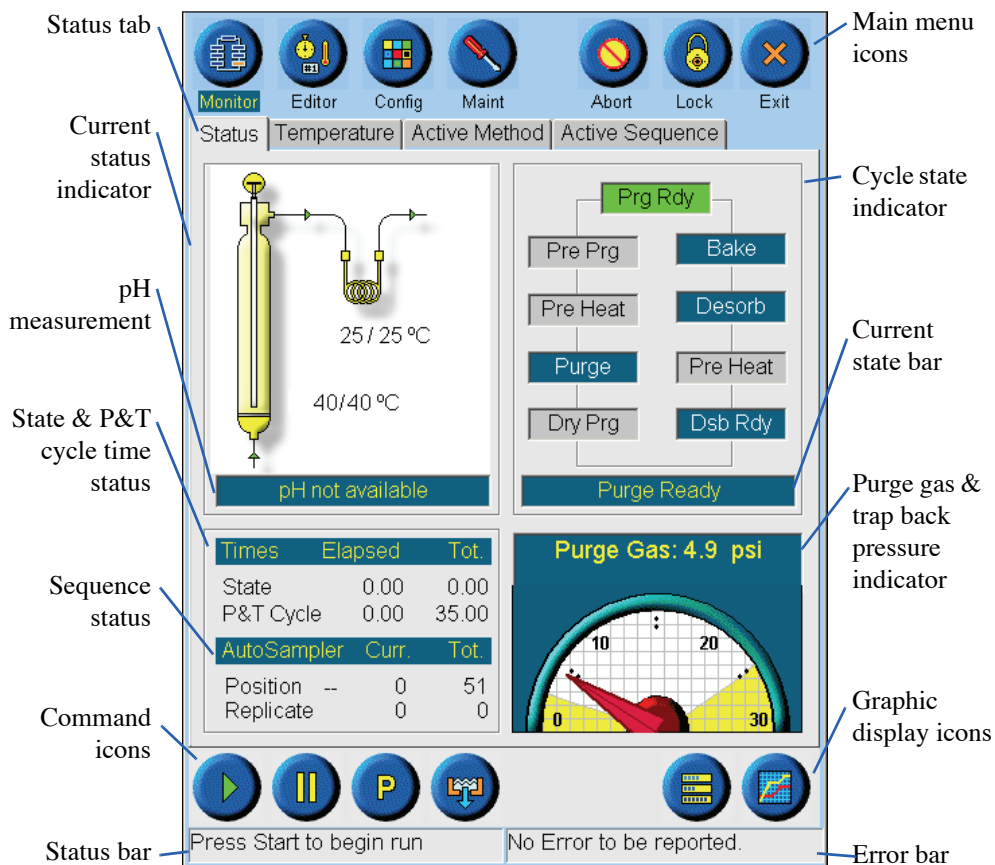 Status tab
Main menu
icons
#1
Monitor
Editor
Config
Maint
Abort
Lock
Exit
Status
Temperature
Active Method
Active Sequence
Current
status
indicator
Cycle state
indicator
Prg Rdy
Pre Prg
Bake
Pre Heat
Desorb
Purge
Pre Heat
Dry Prg
Dsb Rdy
25 / 25 ºC
40/40 ºC
pH
measurement
Current
state bar
pH not available
Purge Ready
State & P&T
cycle time
status
Purge gas &
trap back
pressure
indicator
Times Elapsed Tot.
State 0.00 0.00
P&T Cycle 0.00 35.00
Purge Gas: 4.9 psi
0
10
20
30
Sequence
status
AutoSampler Curr. Tot.
Position -- 0 51
Replicate 0 0
Command
icons
Graphic
display icons
P
Status bar
Press Start to begin run
No Error to be reported.
Error bar